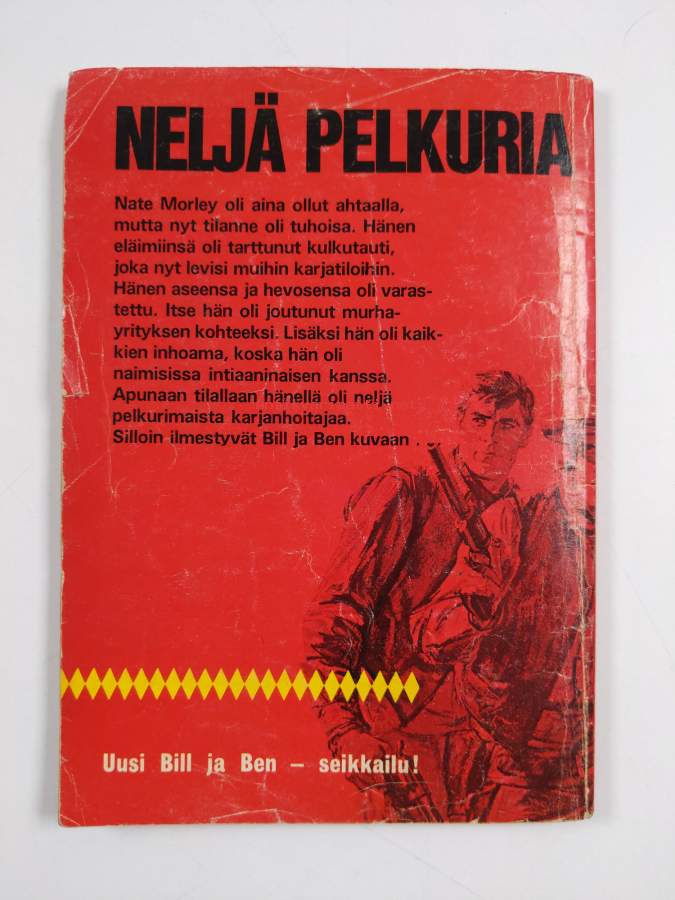 NELJÄ PELKURIA
Nate Morley oli aina ollut ahtaalla,
mutta nyt tilanne oli tuhoisa. Hänen
eläimiinsä oli tarttunut kulkutauti,
joka nyt levisi muihin karjatiloihin.
Hänen aseensa ja hevosensa oli varas-
tettu. Itse hän oli joutunut murha-
yrityksen kohteeksi. Lisäksi hän oli kaik-
kien inhoama, koska hän oli
naimisissa intiaaninaisen kanssa.
Apunaan tilallaan hänellä oli neljä
pelkurimaista karjanhoitajaa.
Silloin ilmestyvät Bill ja Ben kuvaan . . .
Uusi Bill ja Ben – seikkailu!